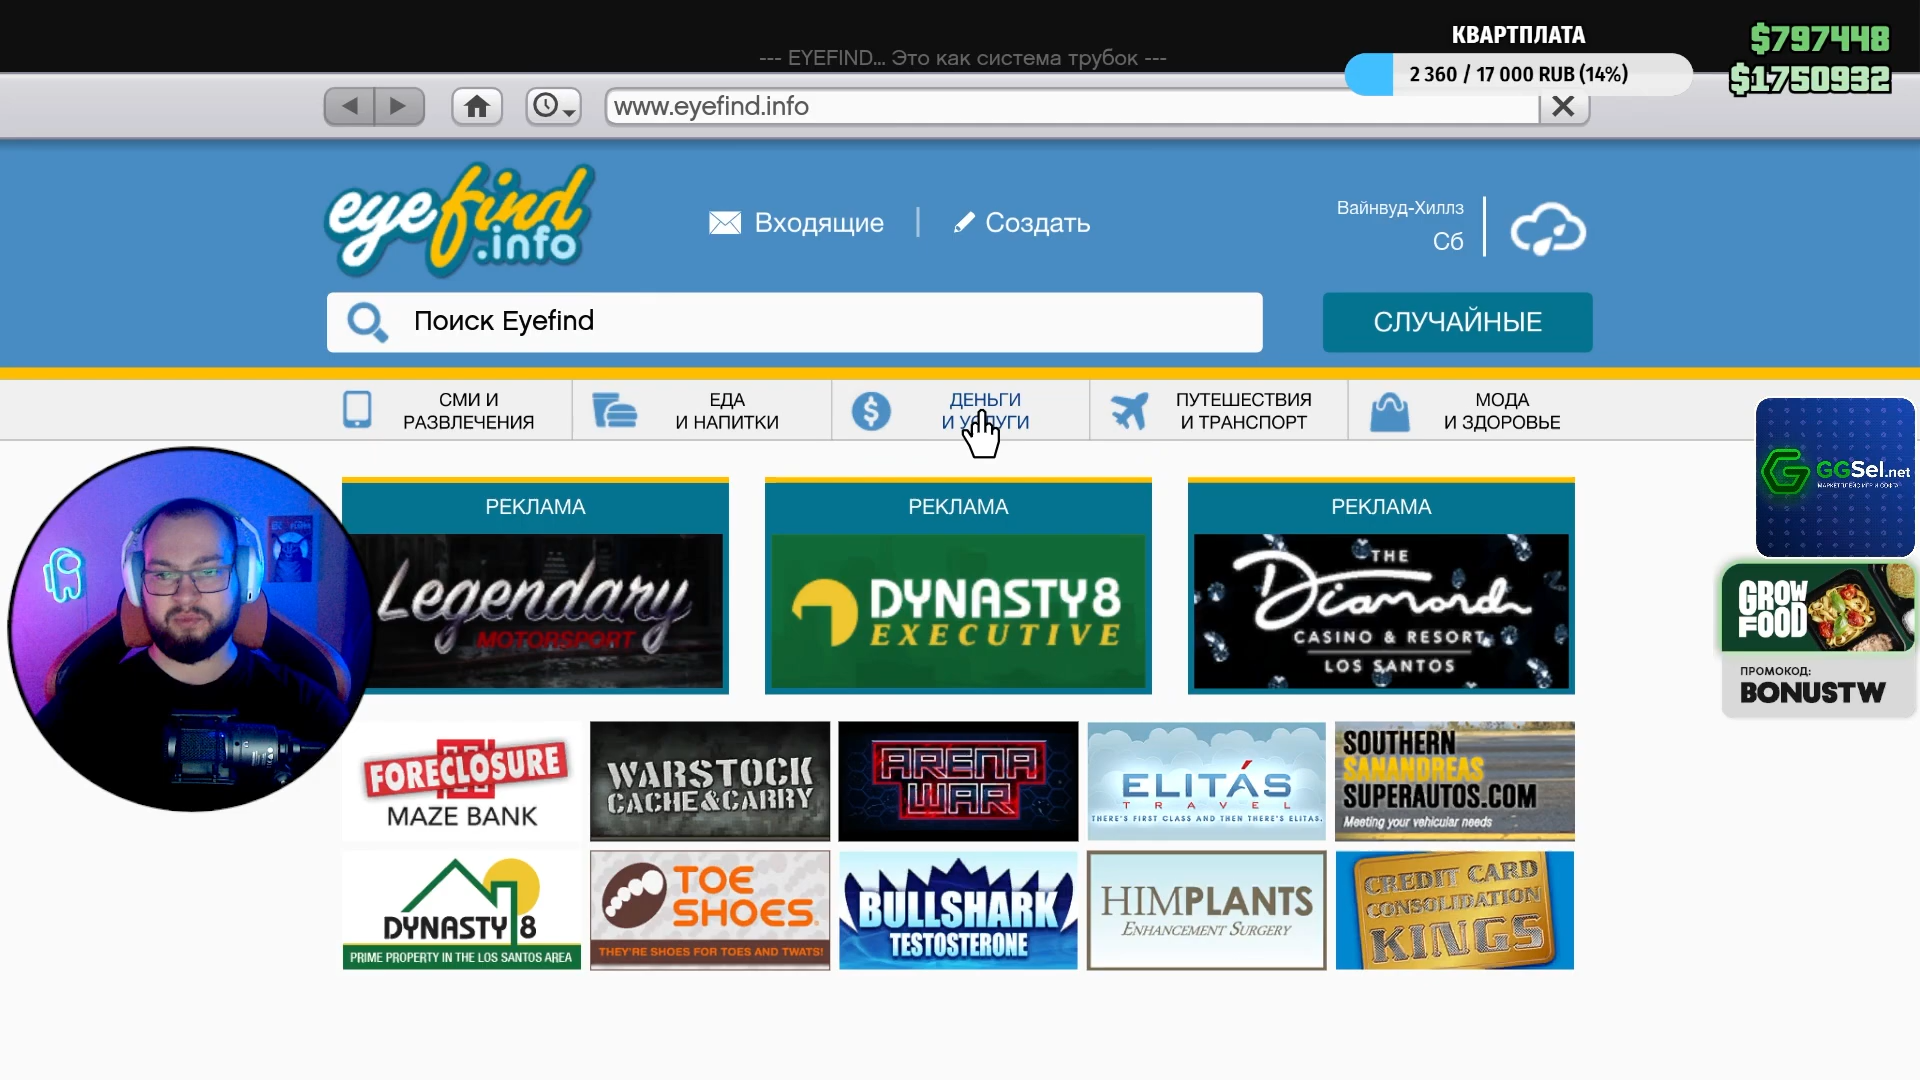 КВАРТПЛАТА
$797448
--- EYEFIND... Это как система трубок ---
2 360 / 17 000 RUB (14%)
$1750932
www.eyefind.info
eyefind
.info
Входящие
Создать
Вайнвуд-Хиллз
Сб
Поиск Eyefind
СЛУЧАЙНЫЕ
СМИ И
РАЗВЛЕЧЕНИЯ
ЕДА
И НАПИТКИ
ДЕНЬГИ
И УСЛУГИ
ПУТЕШЕСТВИЯ
И ТРАНСПОРТ
МОДА
И ЗДОРОВЬЕ
GGSel.net
РЕКЛАМА
Legendary
MOTORSPORT
РЕКЛАМА
DYNASTY8
EXECUTIVE
РЕКЛАМА
THE
Diamond
CASINO & RESORT
LOS SANTOS
GROW
FOOD
ПРОМОКОД:
BONUSTW
FORECLOSURE
MAZE BANK
WARSTOCK
CACHE&CARRY
ARENA
WAR
ELITÁS
TRAVEL
THERE'S FIRST CLASS AND THEN THERE'S ELITAS.
SOUTHERN
SANANDREAS
SUPERAUTOS.COM
Meeting your vehicular needs
DYNASTY 8
PRIME PROPERTY IN THE LOS SANTOS AREA
TOE
SHOES
THEY'RE SHOES FOR TOES AND TWATS!
BULLSHARK
TESTOSTERONE
HIMPLANTS
ENHANCEMENT SURGERY
CREDIT CARD
CONSOLIDATION
KINGS